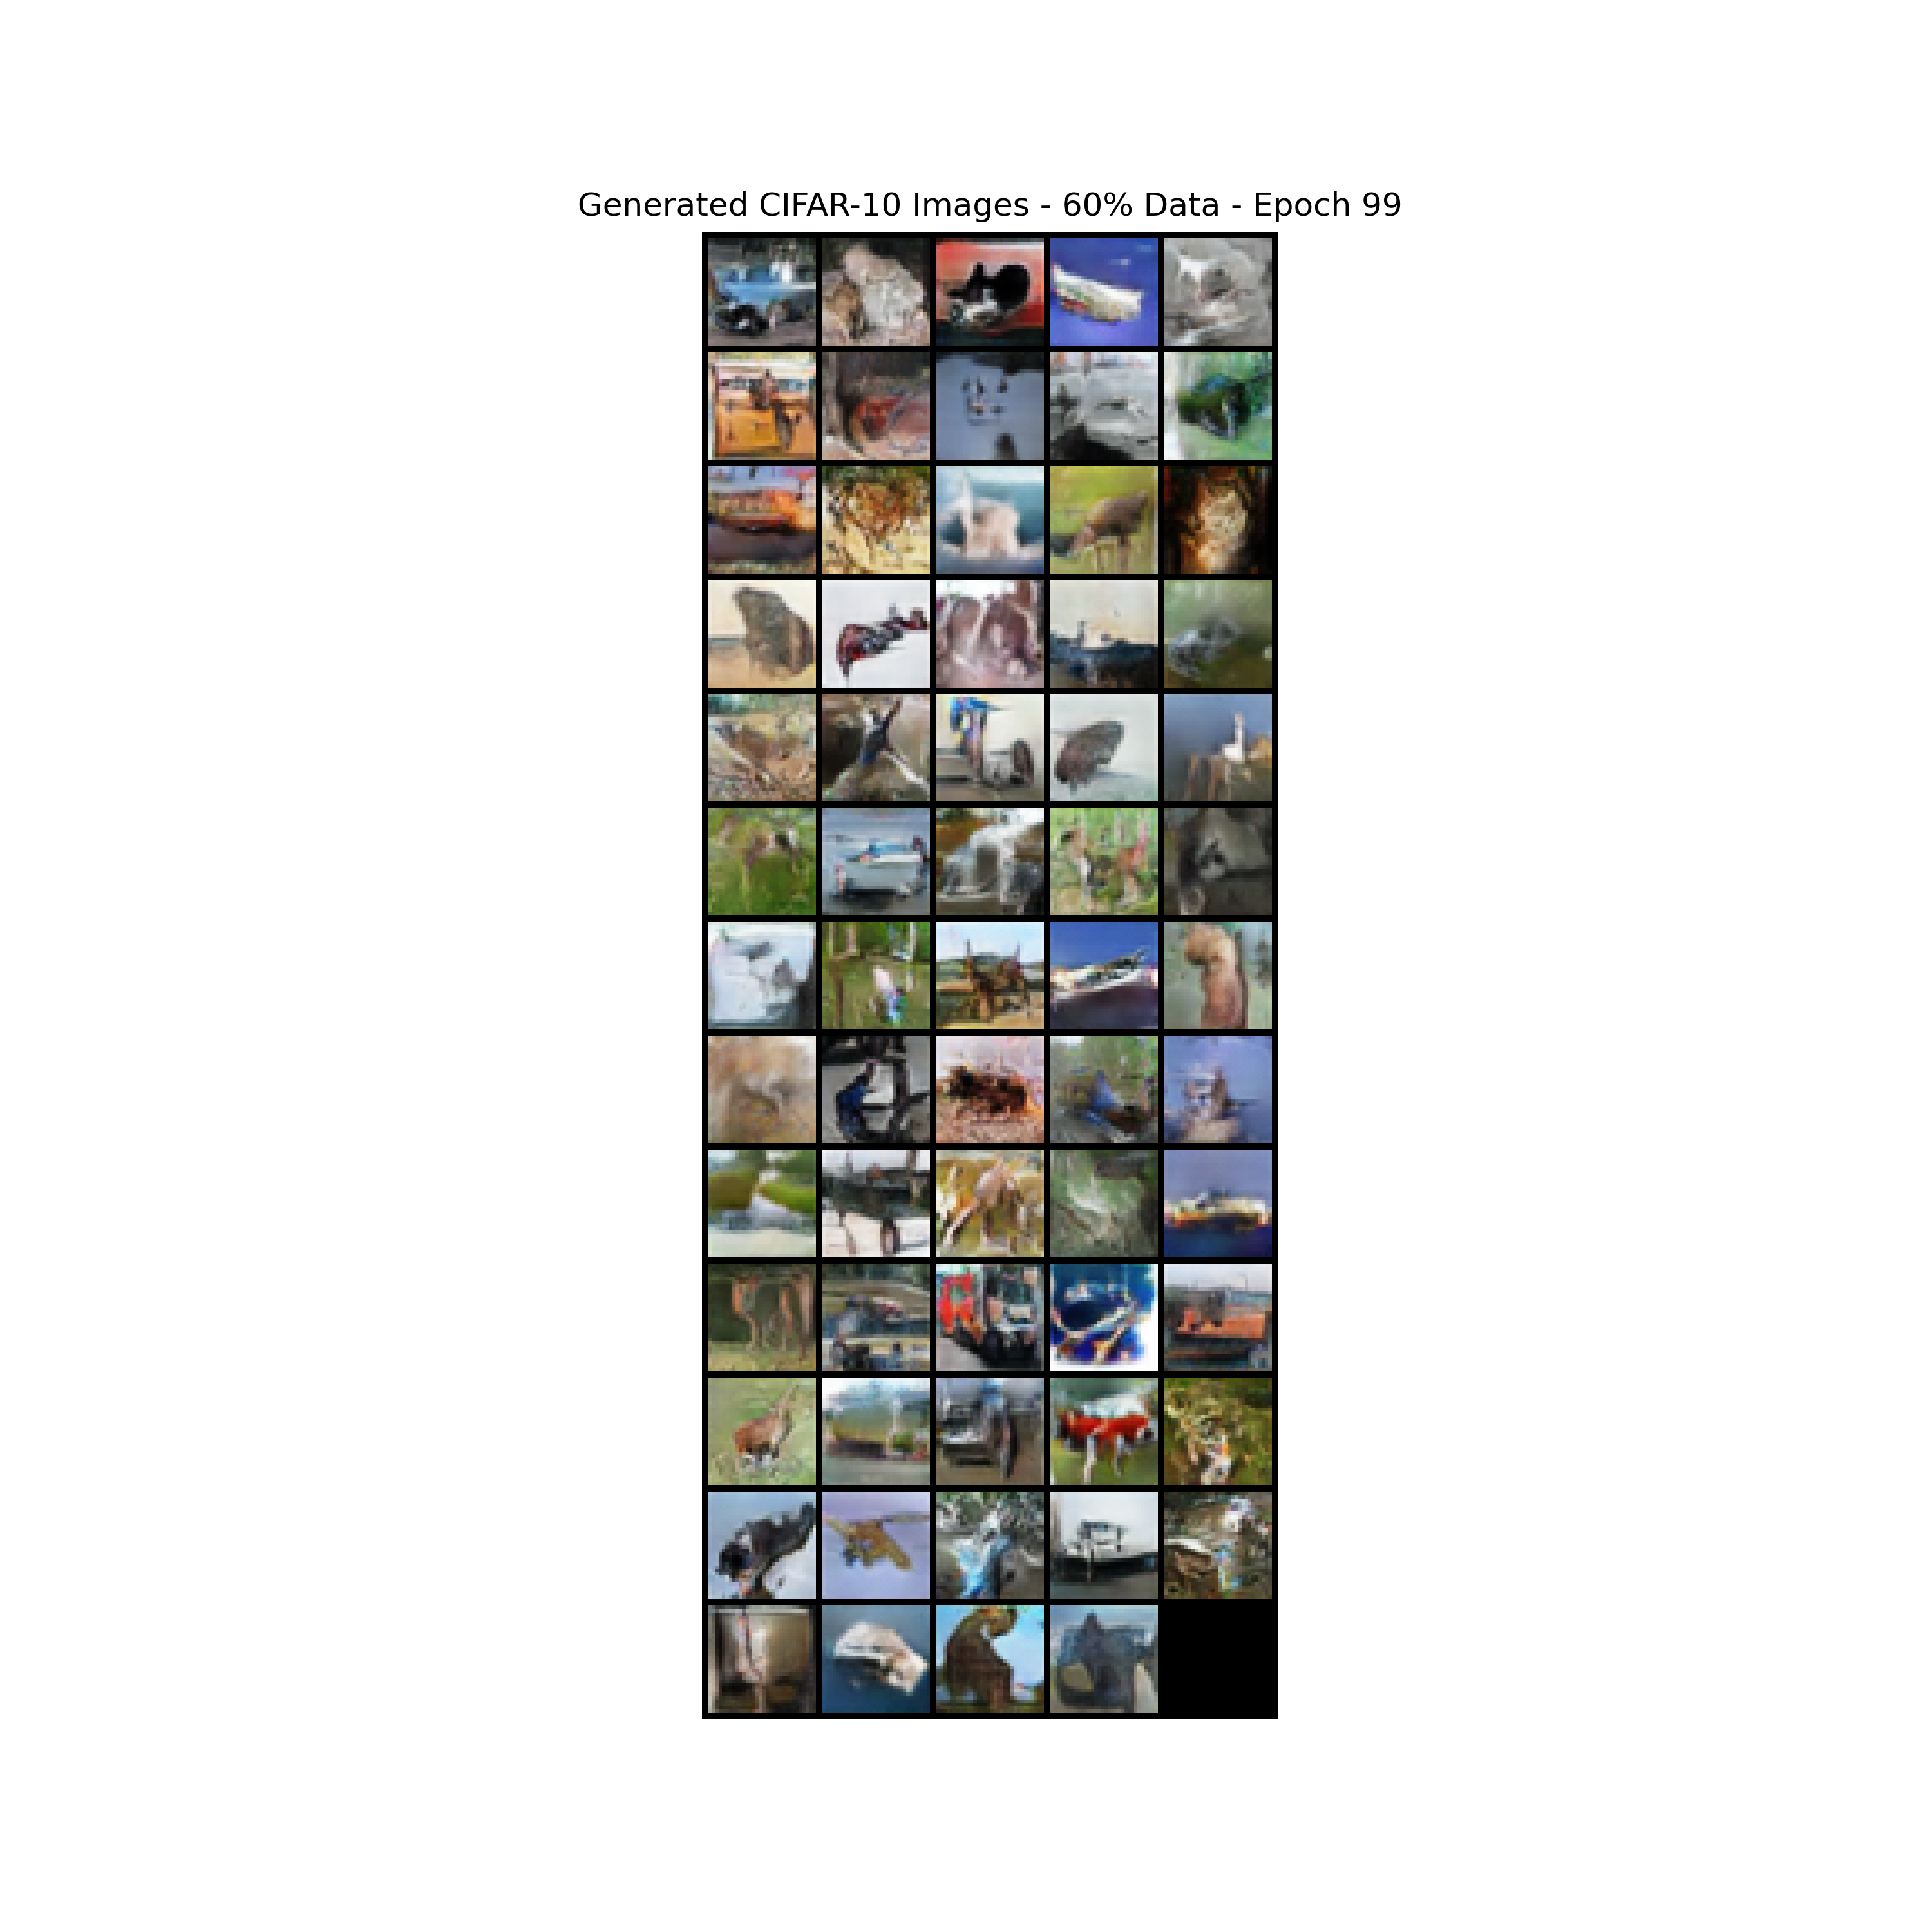 Generated CIFAR-10 Images - 60% Data - Epoch 99